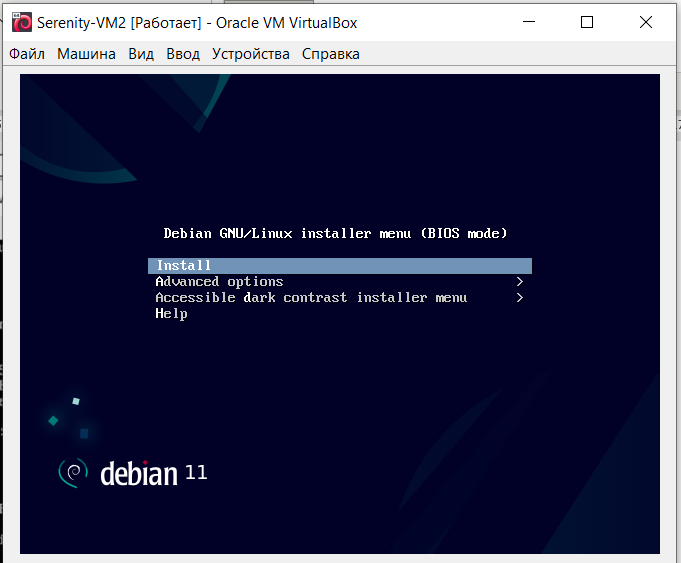 Serenity-VM2 [Работает] - Oracle VM VirtualBox
Файл Машина Вид Ввод Устройства Справка
Debian GNU/Linux installer menu (BIOS mode)
Install
Advanced options >
Accessible dark contrast installer menu >
Help
debian 11